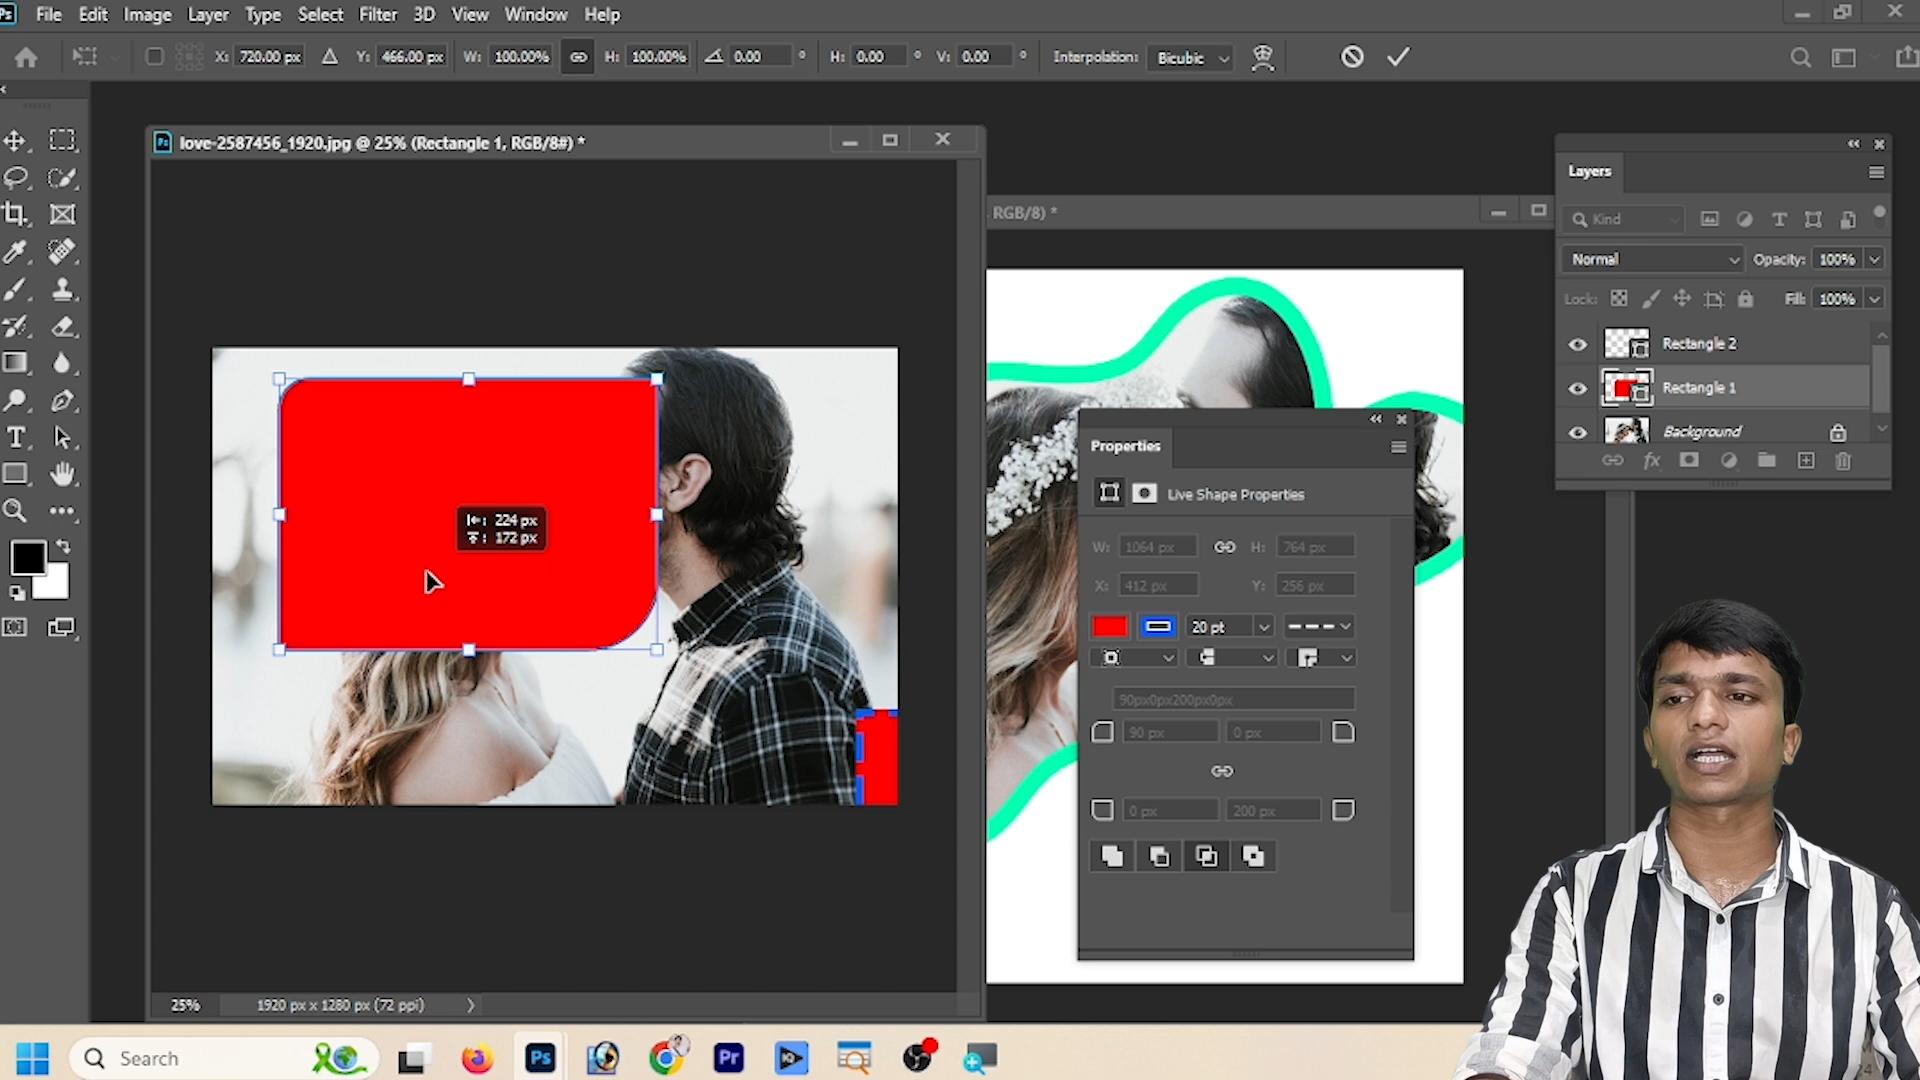 Ps File Edit Image Layer Type Select Filter 3D View Window Help
X: 720.00 px Y: 466.00 px W: 100.00% H: 100.00% 0.00 ° H: 0.00 ° V: 0.00 ° Interpolation: Bicubic
Ps love-2587456_1920.jpg @ 25% (Rectangle 1, RGB/8#) *
RGB/8) *
Layers
Kind
Normal Opacity: 100%
Lock: Fill: 100%
Rectangle 2
Rectangle 1
Background
Properties
Live Shape Properties
W: 1064 px H: 764 px
X: 412 px Y: 256 px
20 pt
90px0px200px0px
90 px 0 px
0 px 200 px
224 px
172 px
25% 1920 px x 1280 px (72 ppi)
Search
Ps
Pr